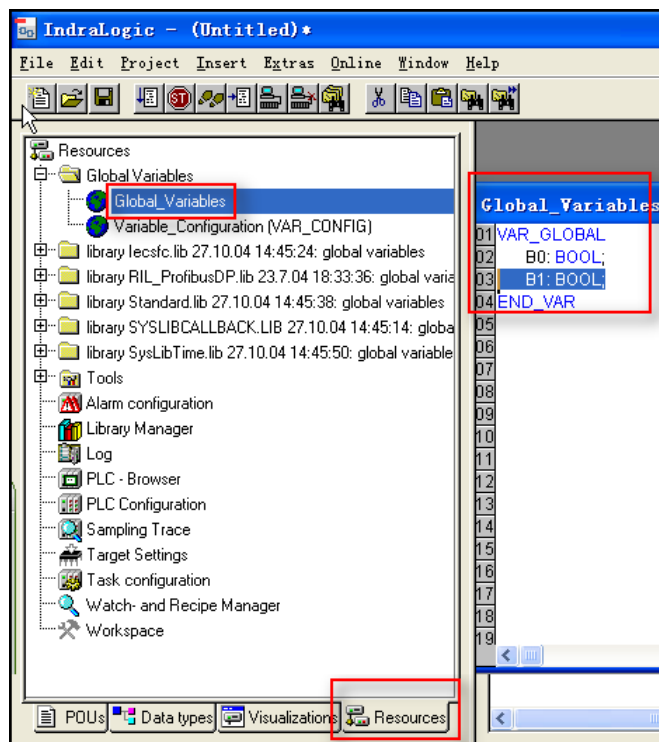 IndraLogic - (Untitled)*
File Edit Project Insert Extras Online Window Help
Resources
Global Variables
Global_Variables
Variable_Configuration (VAR_CONFIG)
library Iecsfc.lib 27.10.04 14:45:24: global variables
library RIL_ProfibusDP.lib 23.7.04 18:33:36: global varia
library Standard.lib 27.10.04 14:45:38: global variables
library SYSLIBCALLBACK.LIB 27.10.04 14:45:14: globa
library SysLibTime.lib 27.10.04 14:45:50: global variable
Tools
Alarm configuration
Library Manager
Log
PLC - Browser
PLC Configuration
Sampling Trace
Target Settings
Task configuration
Watch- and Recipe Manager
Workspace
POUs Data types Visualizations Resources
Global_Variables
01 VAR_GLOBAL
02 B0: BOOL;
03 B1: BOOL;
04 END_VAR
05
06
07
08
09
10
11
12
13
14
15
16
17
18
19